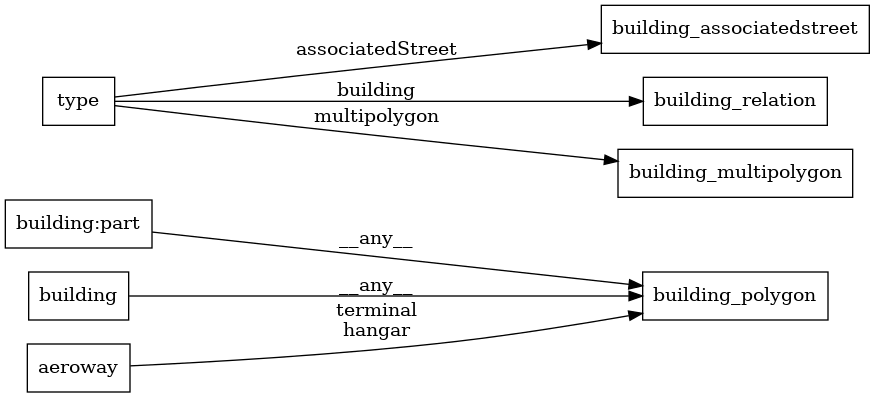 building_associatedstreet
associatedStreet
type
building
building_relation
multipolygon
building_multipolygon
building:part
__any__
building
__any__
building_polygon
terminal
hangar
aeroway